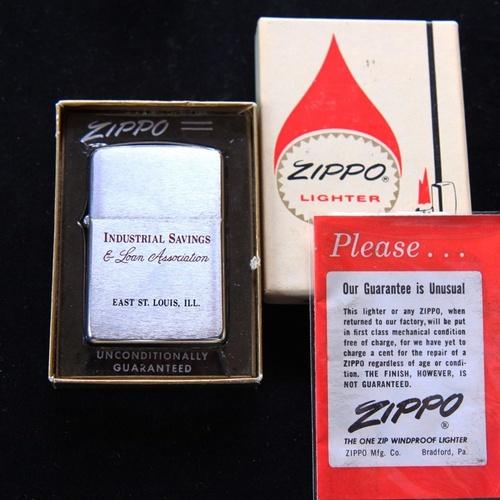 ZIPPO
INDUSTRIAL SAVINGS
& Loan Association
EAST ST. LOUIS, ILL.
UNCONDITIONALLY
GUARANTEED
ZIPPO®
LIGHTER
Please...
Our Guarantee is Unusual
This lighter or any ZIPPO, when
returned to our factory, will be put
in first class mechanical condition
free of charge, for we have yet to
charge a cent for the repair of a
ZIPPO regardless of age or condi-
tion. THE FINISH, HOWEVER, IS
NOT GUARANTEED.
ZIPPO
®
THE ONE ZIP WINDPROOF LIGHTER
ZIPPO Mfg. Co. Bradford, Pa.